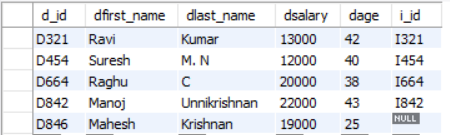 d_id dfirst_name dlast_name dsalary dage i_id
D321 Ravi Kumar 13000 42 I321
D454 Suresh M. N 12000 40 I454
D664 Raghu C 20000 38 I664
D842 Manoj Unnikrishnan 22000 43 I842
D846 Mahesh Krishnan 19000 25 NULL